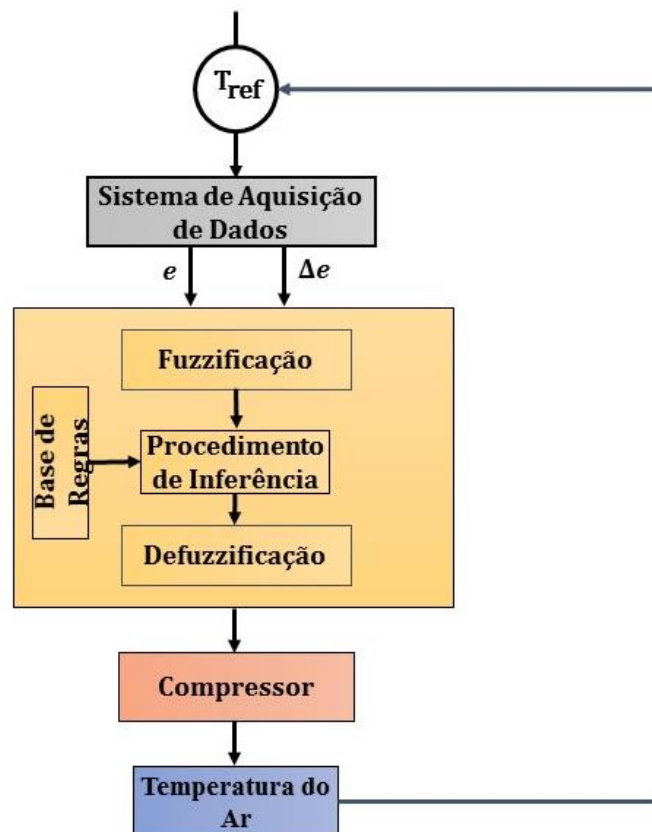 Tref
Sistema de Aquisição
de Dados
e
Δe
Fuzzificação
Base de
Regras
Procedimento
de Inferência
Defuzzificação
Compressor
Temperatura do
Ar